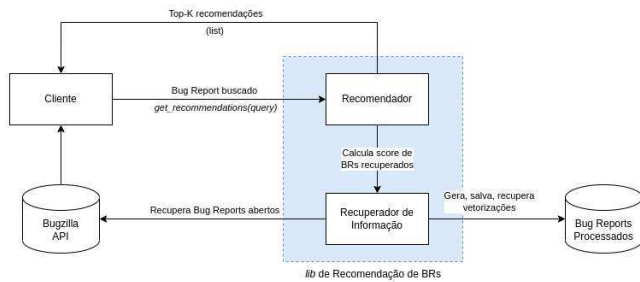 Top-K recomendações
(list)
Cliente
Bug Report buscado
get_recommendations(query)
Recomendador
Calcula score de
BRs recuperados
Bugzilla
API
Recupera Bug Reports abertos
Recuperador de
Informação
Gera, salva, recupera
vetorizações
Bug Reports
Processados
lib de Recomendação de BRs